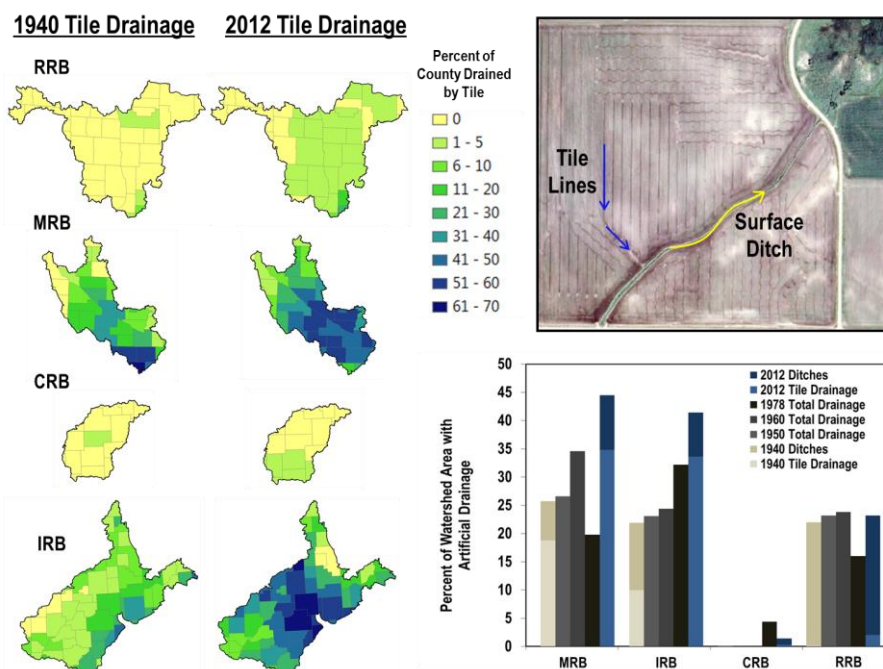 1940 Tile Drainage
2012 Tile Drainage
RRB
MRB
CRB
IRB
Percent of
County Drained
by Tile
0
1 - 5
6 - 10
11 - 20
21 - 30
31 - 40
41 - 50
51 - 60
61 - 70
Tile
Lines
Surface
Ditch
Percent of Watershed Area with
Artificial Drainage
50
45
40
35
30
25
20
15
10
5
0
2012 Ditches
2012 Tile Drainage
1978 Total Drainage
1960 Total Drainage
1950 Total Drainage
1940 Ditches
1940 Tile Drainage
MRB
IRB
CRB
RRB